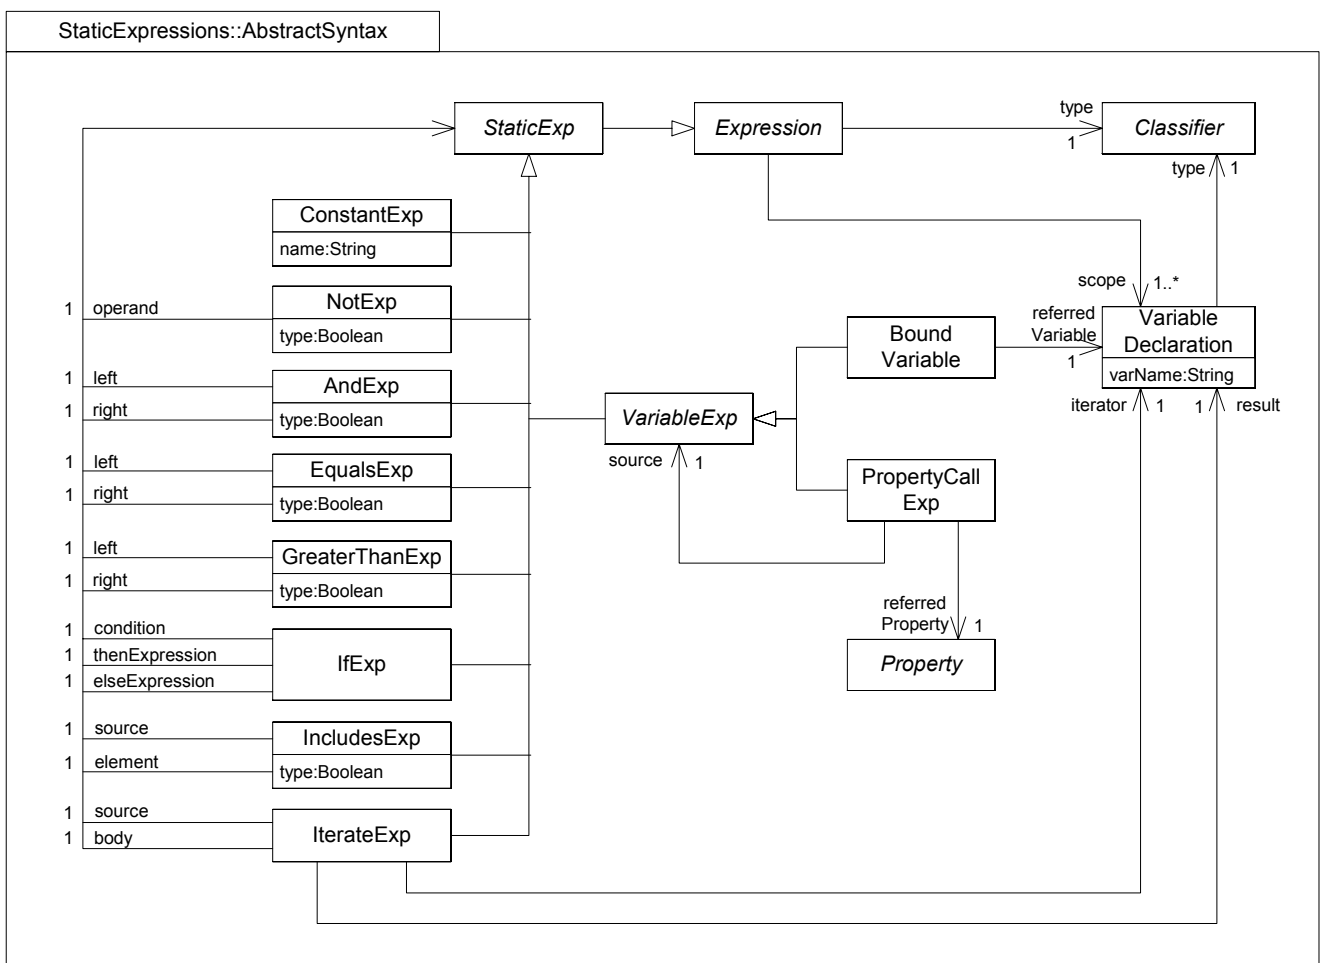 StaticExpressions::AbstractSyntax
StaticExp
Expression
type
1
Classifier
type
1
ConstantExp
name:String
scope
1..*
1
operand
NotExp
type:Boolean
referred
Variable
1
Bound
Variable
Variable
Declaration
varName:String
1
left
1
right
AndExp
type:Boolean
VariableExp
iterator
1
1
result
source
1
1
left
1
right
EqualsExp
type:Boolean
PropertyCall
Exp
1
left
1
right
GreaterThanExp
type:Boolean
referred
Property
1
1
condition
1
thenExpression
1
elseExpression
IfExp
Property
1
source
1
element
IncludesExp
type:Boolean
1
source
1
body
IterateExp